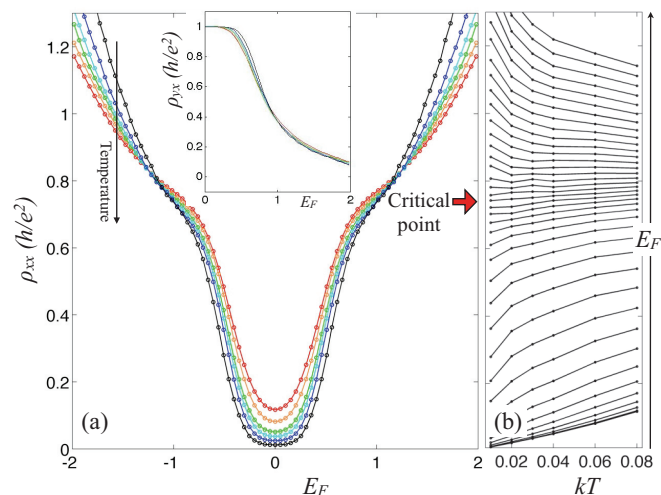 1.2
1
0.8
0.6
0.4
0.2
0
ρxx (h/e²)
-2
-1
0
1
2
EF
(a)
Temperature
1
0.8
0.6
0.4
0.2
0
ρyx (h/e²)
0
1
2
EF
Critical
point
(b)
0.02
0.04
0.06
0.08
kT
EF